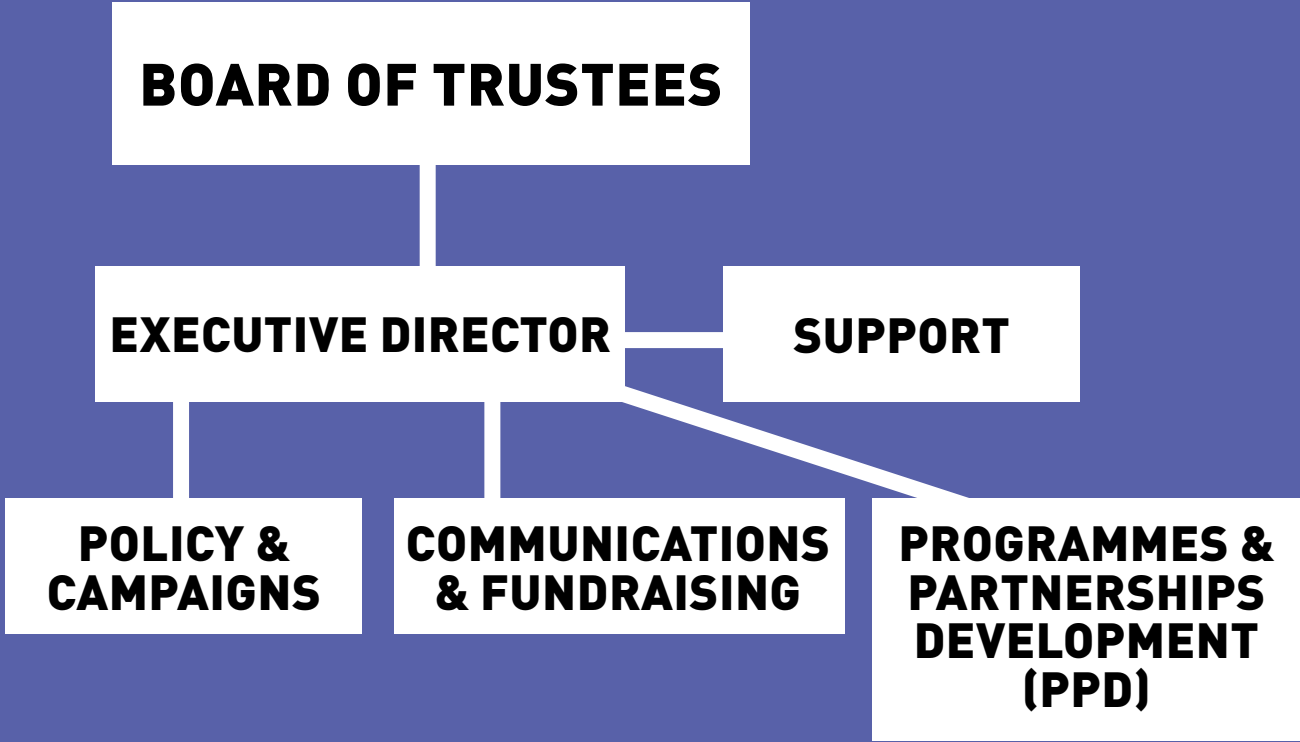 BOARD OF TRUSTEES
EXECUTIVE DIRECTOR
SUPPORT
POLICY &
CAMPAIGNS
COMMUNICATIONS
& FUNDRAISING
PROGRAMMES &
PARTNERSHIPS
DEVELOPMENT
(PPD)